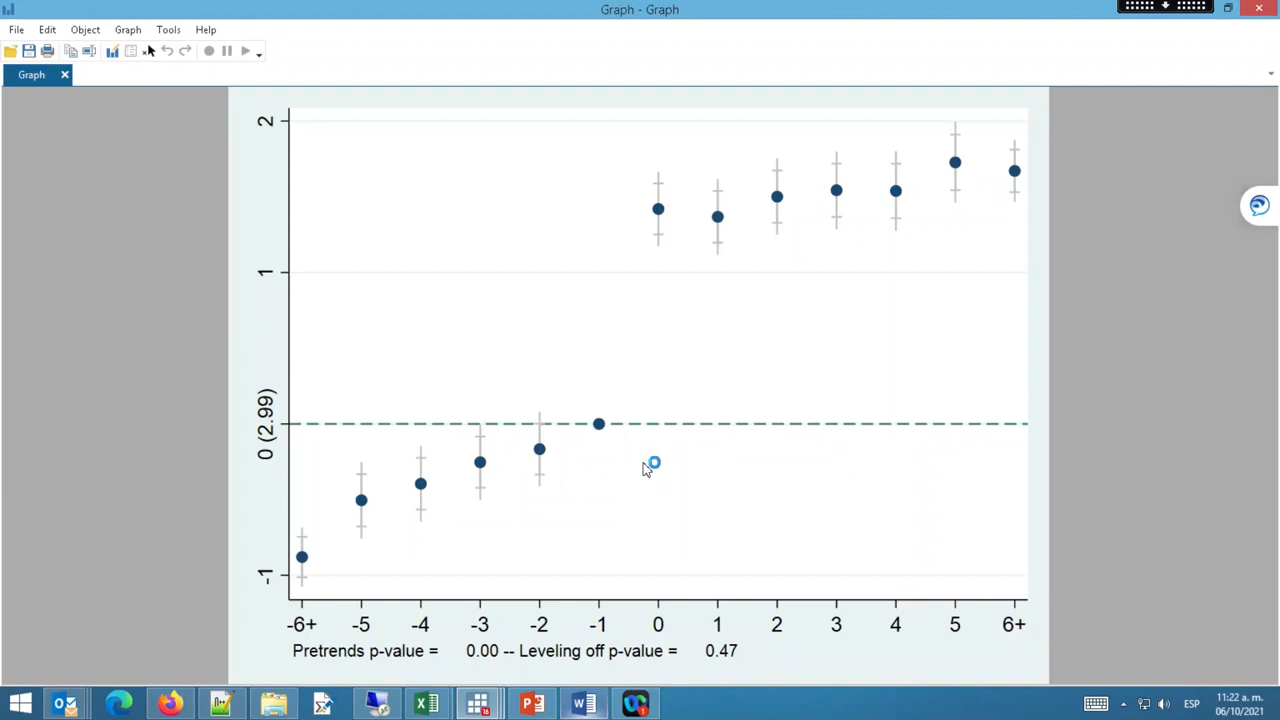 Graph - Graph
File Edit Object Graph Tools Help
Graph
2
1
0 (2.99)
-1
-6+ -5 -4 -3 -2 -1 0 1 2 3 4 5 6+
Pretrends p-value = 0.00 -- Leveling off p-value = 0.47
ESP
11:22 a. m.
06/10/2021